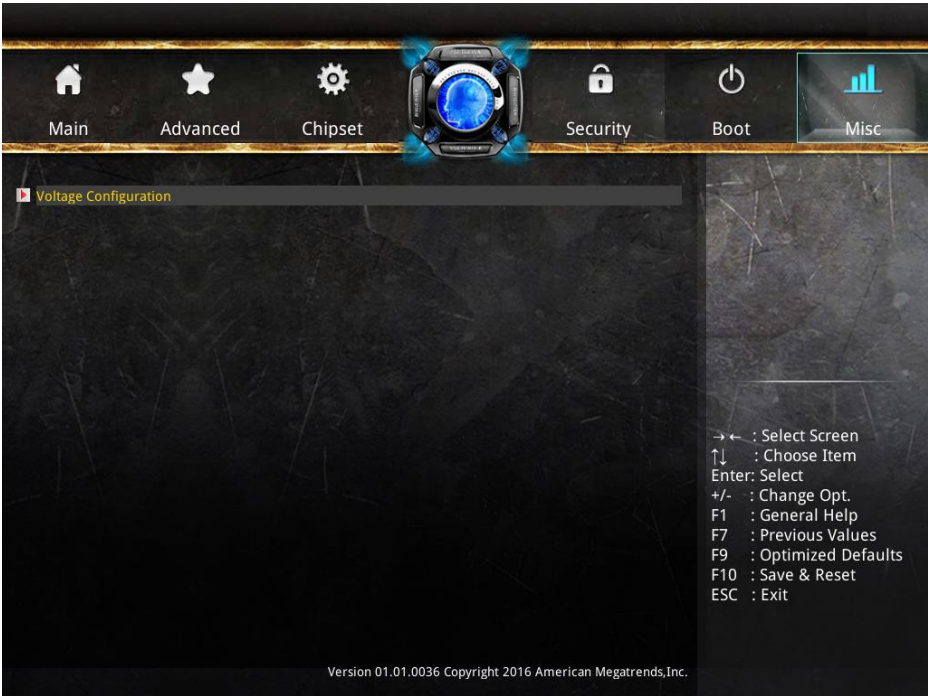 Main
Advanced
Chipset
Security
Boot
Misc
Voltage Configuration
→← : Select Screen
↑↓ : Choose Item
Enter: Select
+/- : Change Opt.
F1 : General Help
F7 : Previous Values
F9 : Optimized Defaults
F10 : Save & Reset
ESC : Exit
Version 01.01.0036 Copyright 2016 American Megatrends,Inc.